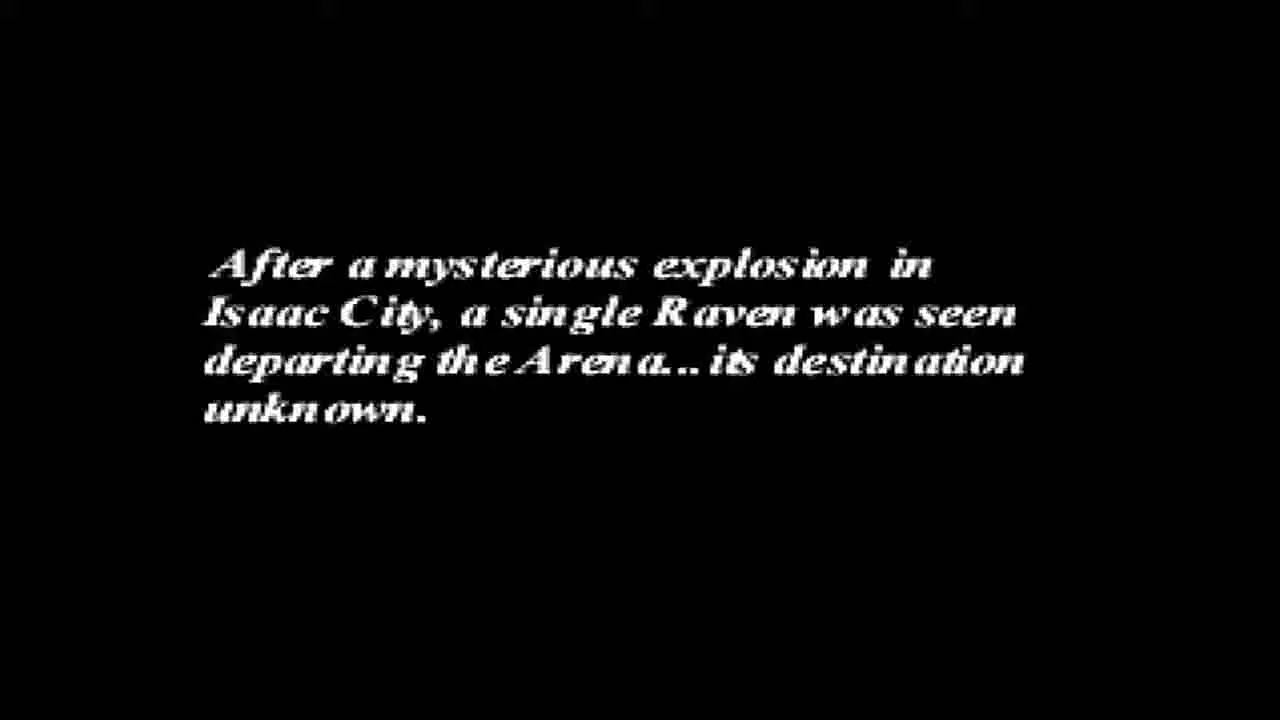 After a mysterious explosion in
Isaac City, a single Raven was seen
departing the Arena... its destination
unknown.